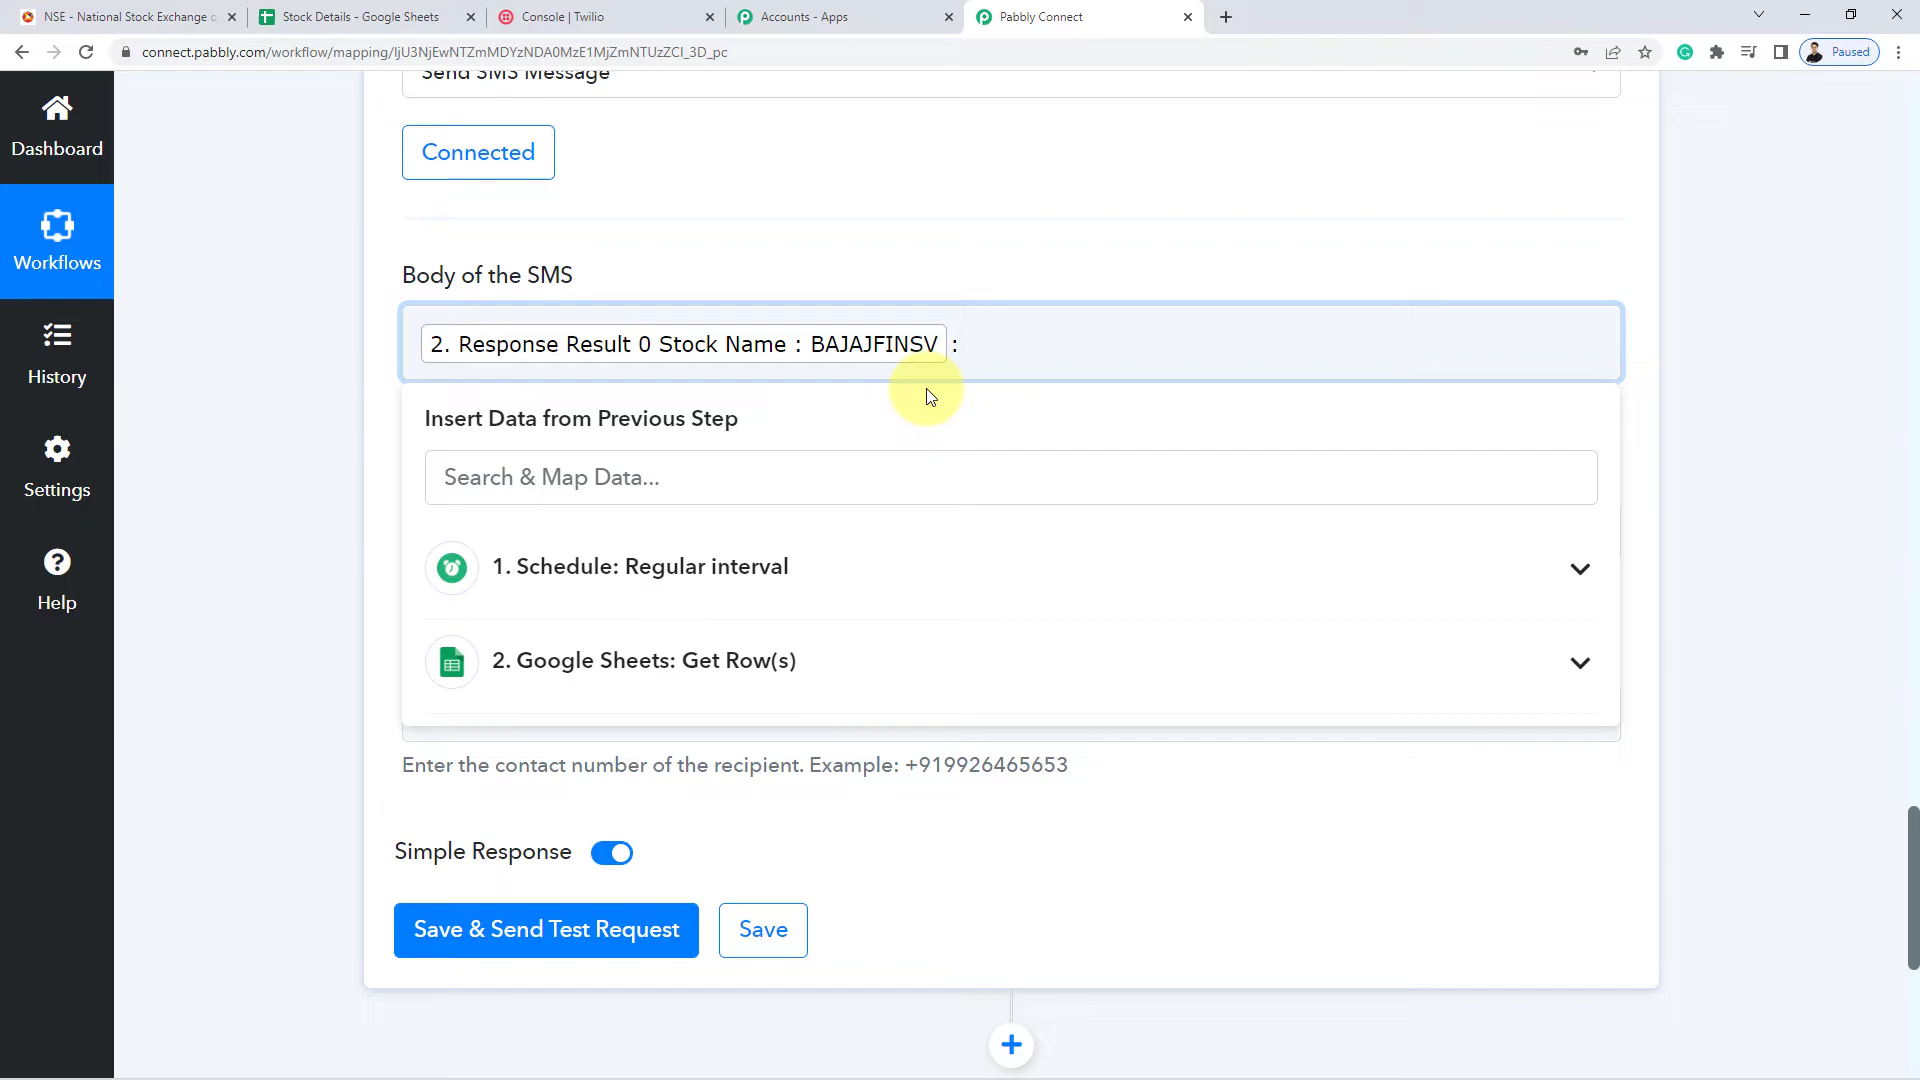 NSE - National Stock Exchange o
Stock Details - Google Sheets
Console | Twilio
Accounts - Apps
Pabbly Connect
connect.pabbly.com/workflow/mapping/IjU3NjEwNTZmMDYzNDA0MzE1MjZmNTUzZCI_3D_pc
Paused
Send SMS Message
Dashboard
Connected
Workflows
Body of the SMS
2. Response Result 0 Stock Name : BAJAJFINSV :
History
Insert Data from Previous Step
Search & Map Data...
Settings
1. Schedule: Regular interval
Help
2. Google Sheets: Get Row(s)
Enter the contact number of the recipient. Example: +919926465653
Simple Response
Save & Send Test Request
Save